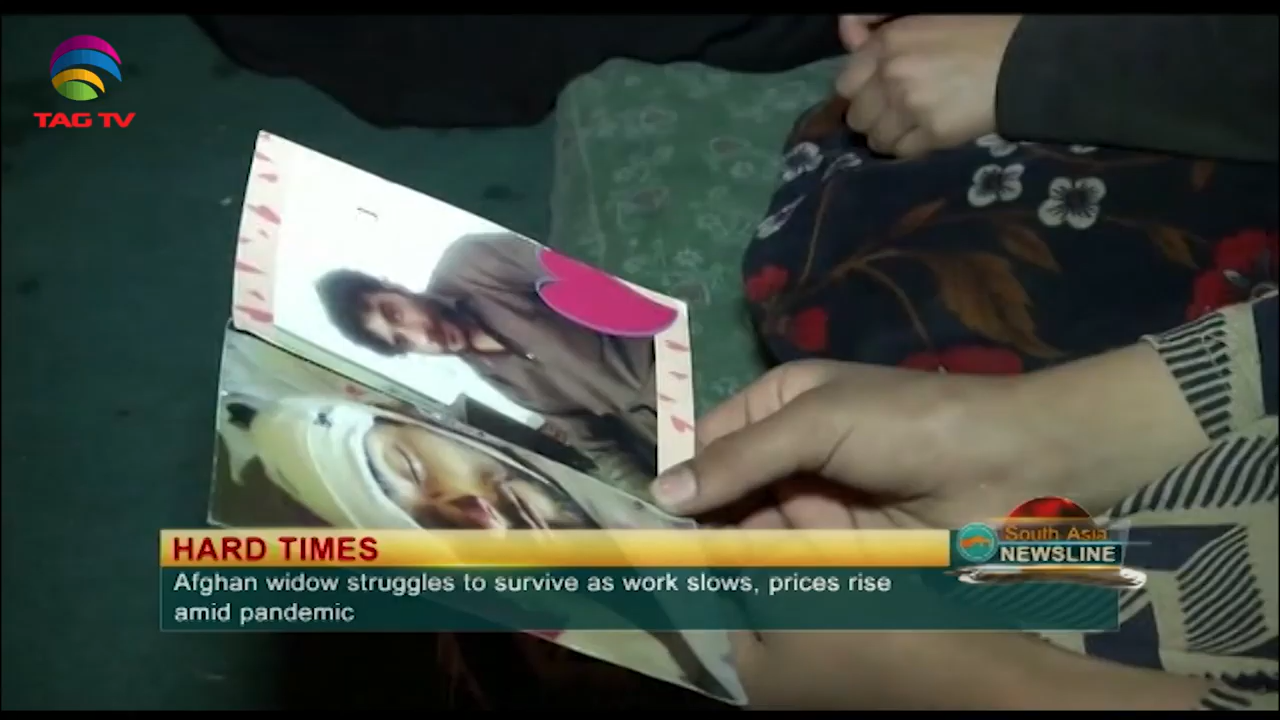 TAG TV
HARD TIMES
South Asia
NEWSLINE
Afghan widow struggles to survive as work slows, prices rise
amid pandemic